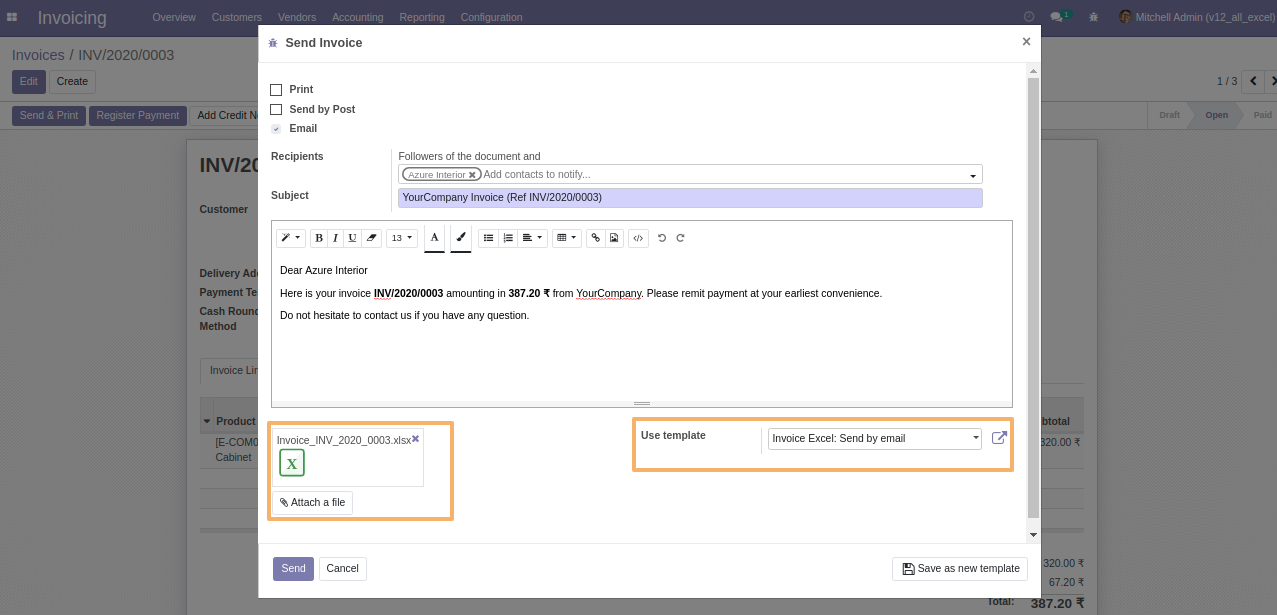 Invoicing Overview Customers Vendors Accounting Reporting Configuration 1 Mitchell Admin (v12_all_excel)
Send Invoice ×
Invoices / INV/2020/0003
Edit Create 1 / 3
Send & Print Register Payment Add Credit Draft Open Paid
Print
Send by Post
Email
INV/20
Recipients Followers of the document and
Azure Interior Add contacts to notify...
Subject YourCompany Invoice (Ref INV/2020/0003)
Customer
B I U 13 A
Dear Azure Interior
Delivery
Here is your invoice INV/2020/0003 amounting in 387.20 ₹ from YourCompany. Please remit payment at your earliest convenience.
Payment
Do not hesitate to contact us if you have any question.
Cash
Method
Invoice
Product
Invoice_INV_2020_0003.xlsx
X
Attach a file
Use template Invoice Excel: Send by email
320.00 ₹
Cabinet
Send Cancel Save as new template
320.00 ₹
67.20 ₹
Total: 387.20 ₹